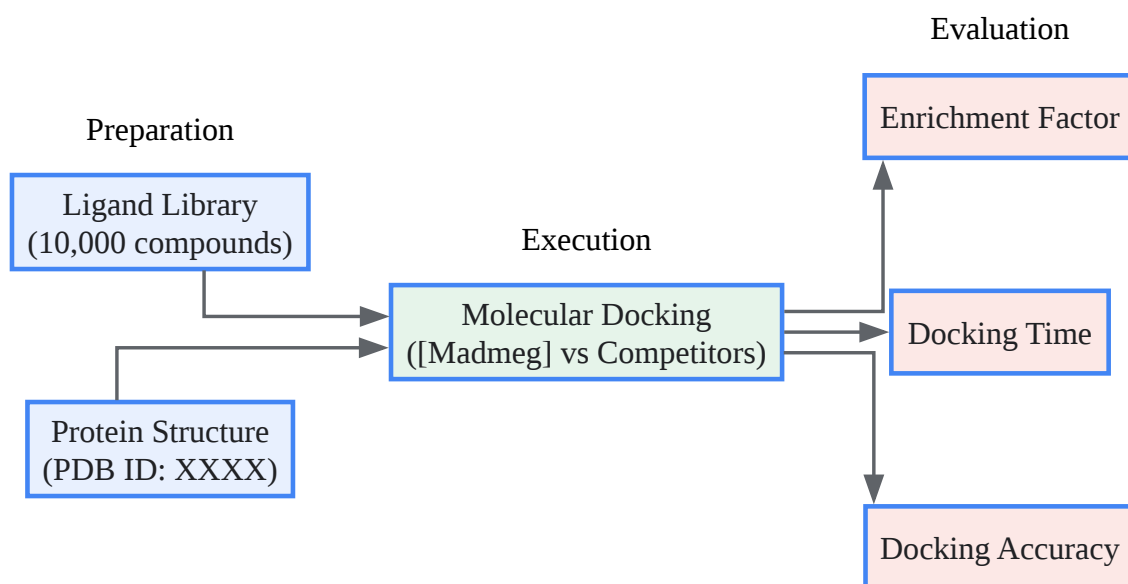 Evaluation
Enrichment Factor
Preparation
Ligand Library
(10,000 compounds)
Execution
Molecular Docking
([Madmeg] vs Competitors)
Docking Time
Protein Structure
(PDB ID: XXXX)
Docking Accuracy